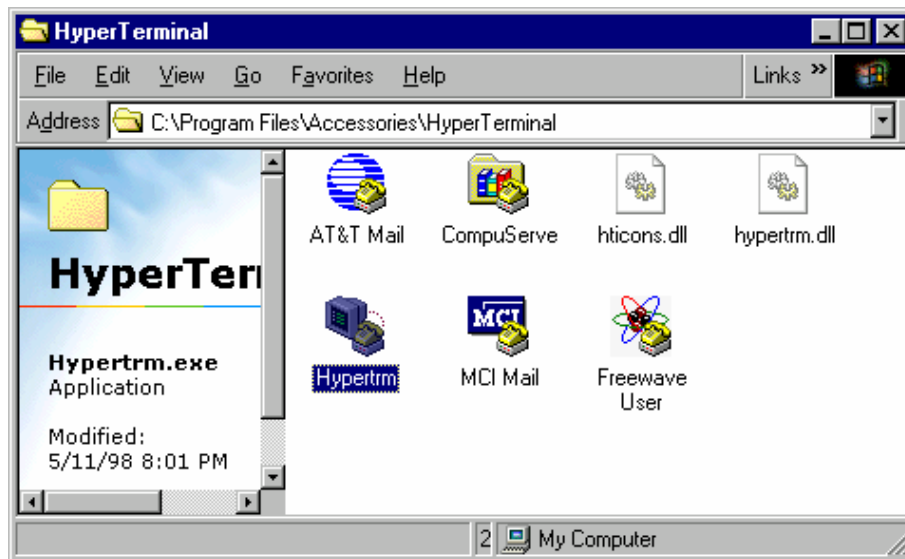 HyperTerminal
File Edit View Go Favorites Help Links »
Address C:\Program Files\Accessories\HyperTerminal
HyperTer
Hypertrm.exe
Application
Modified:
5/11/98 8:01 PM
AT&T Mail CompuServe hticons.dll hypertrm.dll
MCI
Hypertrm MCI Mail Freewave
User
2 My Computer